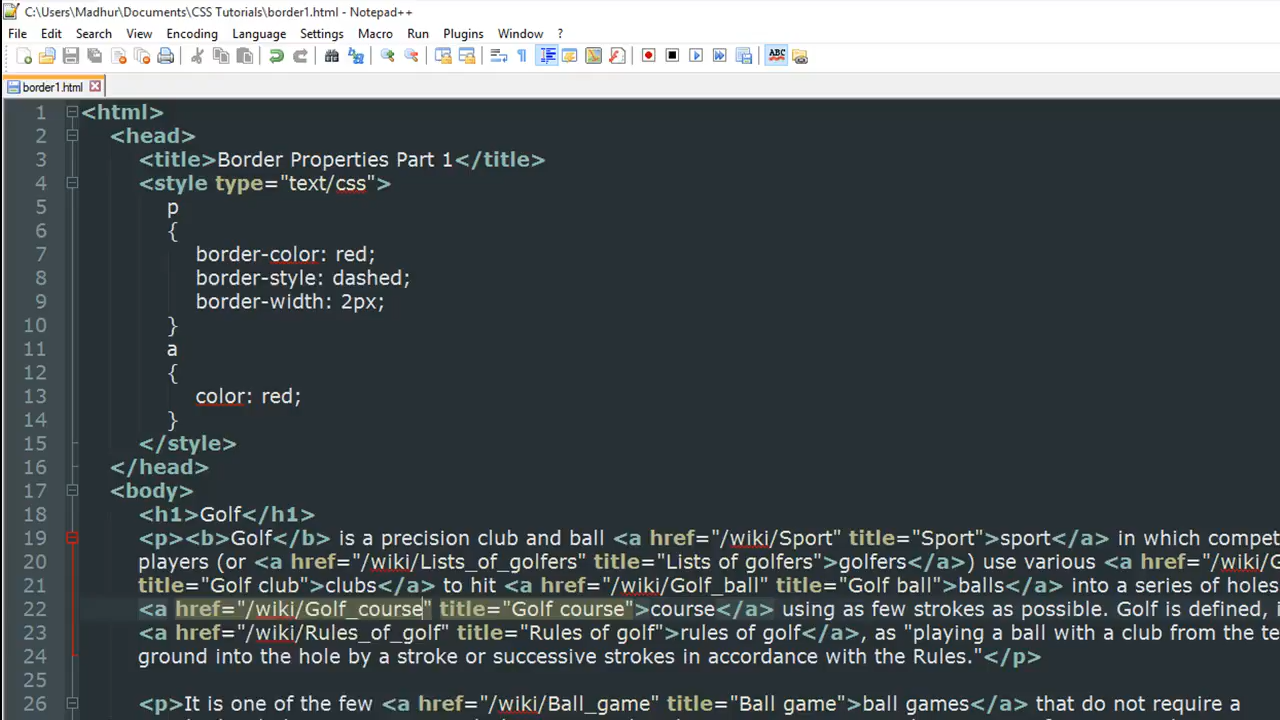 C:\Users\Madhur\Documents\CSS Tutorials\border1.html - Notepad++
File Edit Search View Encoding Language Settings Macro Run Plugins Window ?
ABC
border1.html
1 <html>
2 <head>
3 <title>Border Properties Part 1</title>
4 <style type="text/css">
5 p
6 {
7 border-color: red;
8 border-style: dashed;
9 border-width: 2px;
10 }
11 a
12 {
13 color: red;
14 }
15 </style>
16 </head>
17 <body>
18 <h1>Golf</h1>
19 <p><b>Golf</b> is a precision club and ball <a href="/wiki/Sport" title="Sport">sport</a> in which compet
20 players (or <a href="/wiki/Lists_of_golfers" title="Lists of golfers">golfers</a>) use various <a href="/wiki/G
21 title="Golf club">clubs</a> to hit <a href="/wiki/Golf_ball" title="Golf ball">balls</a> into a series of holes
22 <a href="/wiki/Golf_course" title="Golf course">course</a> using as few strokes as possible. Golf is defined, i
23 <a href="/wiki/Rules_of_golf" title="Rules of golf">rules of golf</a>, as "playing a ball with a club from the te
24 ground into the hole by a stroke or successive strokes in accordance with the Rules."</p>
25
26 <p>It is one of the few <a href="/wiki/Ball_game" title="Ball game">ball games</a> that do not require a